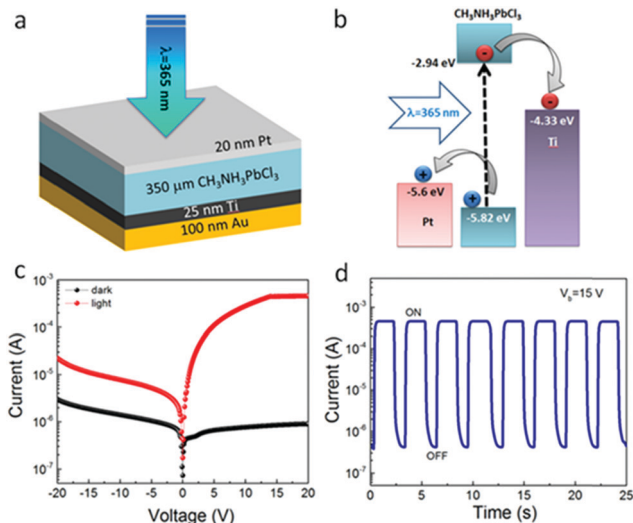 a
λ=365 nm
20 nm Pt
350 μm CH₃NH₃PbCl₃
25 nm Ti
100 nm Au
b
CH₃NH₃PbCl₃
-
-2.94 eV
λ=365 nm
-
-4.33 eV
Ti
+
-5.6 eV
Pt
+
-5.82 eV
c
dark
light
Current (A)
10⁻³
10⁻⁴
10⁻⁵
10⁻⁶
10⁻⁷
-20 -15 -10 -5 0 5 10 15 20
Voltage (V)
d
V_b=15 V
ON
OFF
Current (A)
10⁻³
10⁻⁴
10⁻⁵
10⁻⁶
10⁻⁷
0 5 10 15 20 25
Time (s)